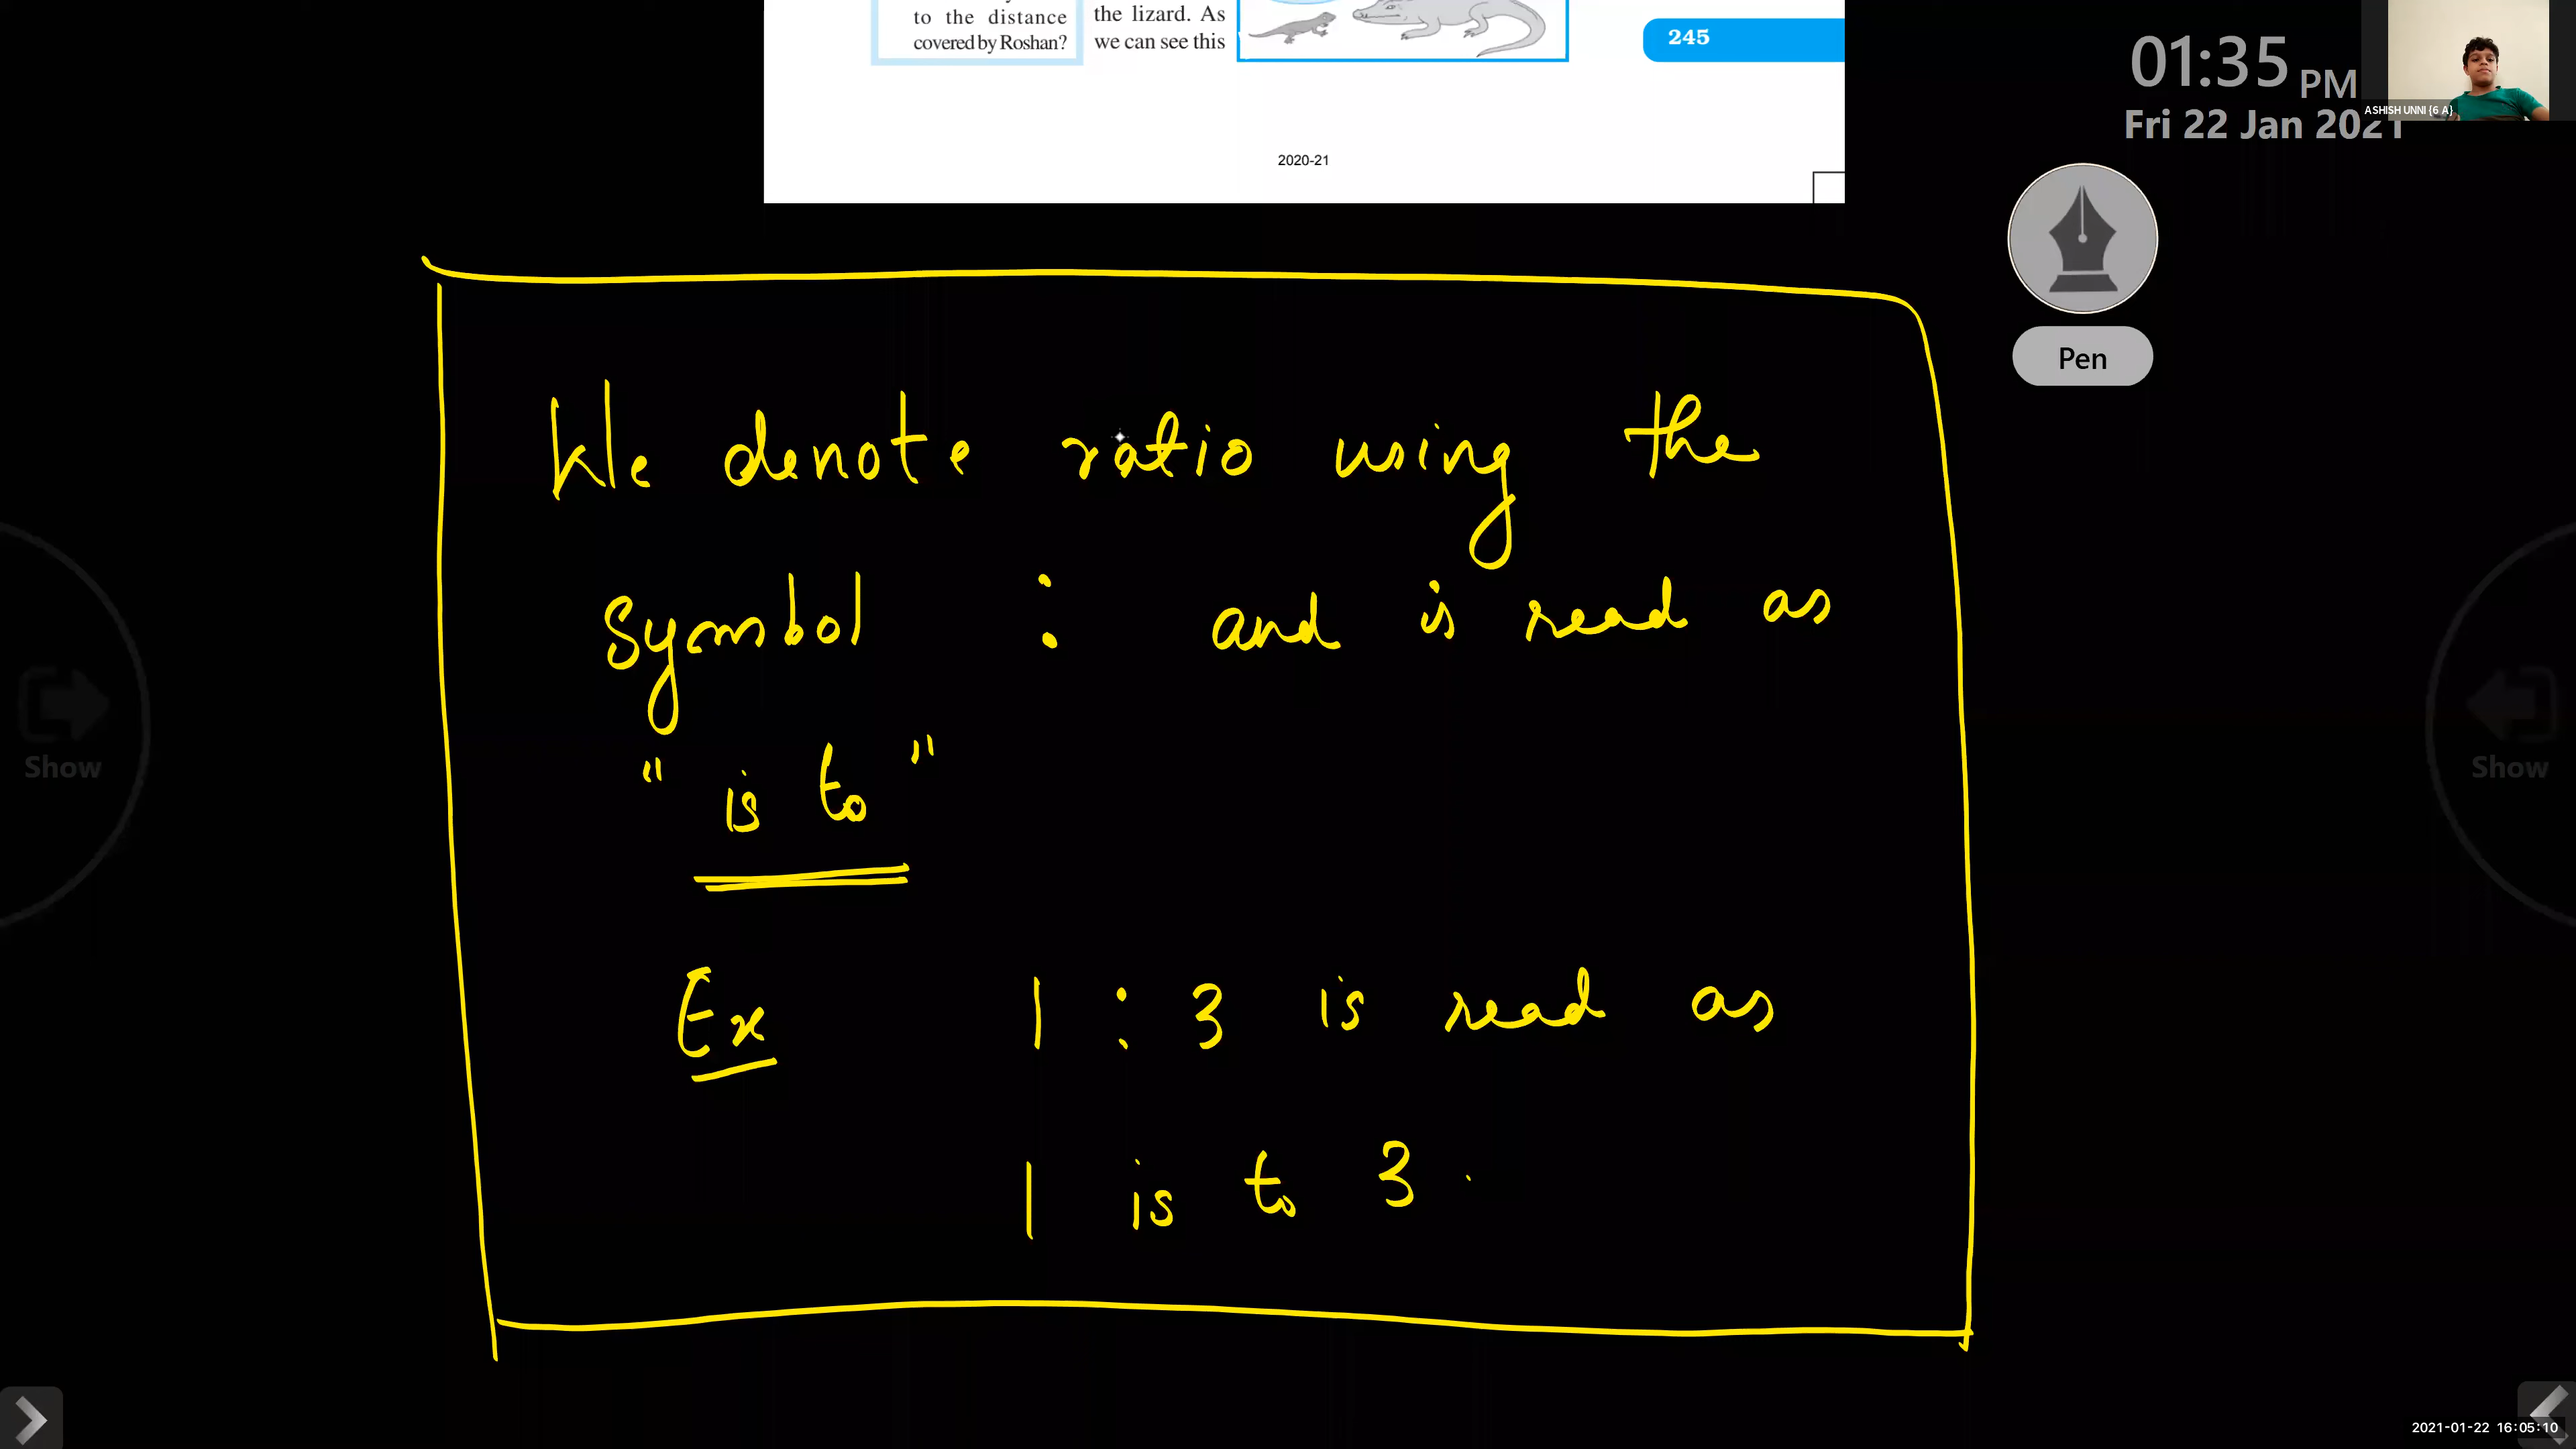 to the distance
covered by Roshan?
the lizard. As
we can see this
245
2020-21
01:35 PM
Fri 22 Jan 2021
ASHISH UNNI {6 A}
Pen
We denote ratio using the
symbol : and is read as
" is to "
Ex 1 : 3 is read as
1 is to 3 .
Show
Show
2021-01-22 16:05:10